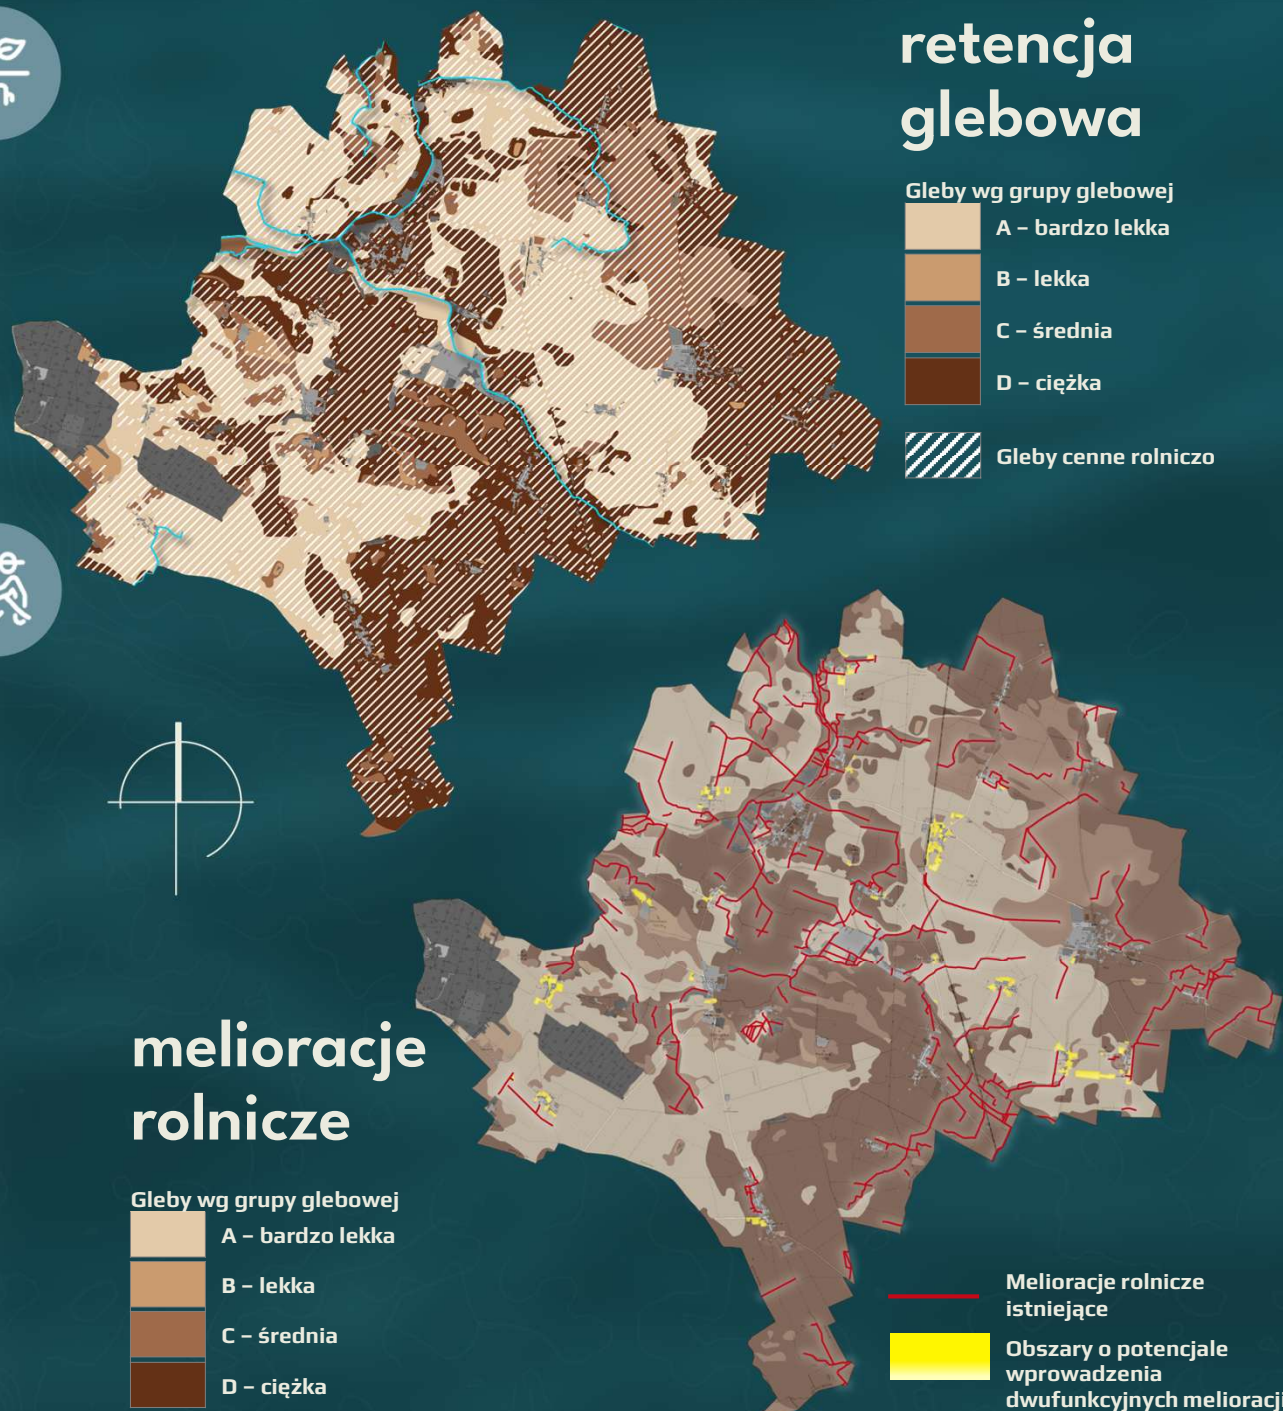 retencja
glebowa
Gleby wg grupy glebowej
A – bardzo lekka
B – lekka
C – średnia
D – ciężka
Gleby cenne rolniczo
melioracje
rolnicze
Gleby wg grupy glebowej
A – bardzo lekka
B – lekka
C – średnia
D – ciężka
Melioracje rolnicze
istniejące
Obszary o potencjale
wprowadzenia
dwufunkcyjnych melioracji